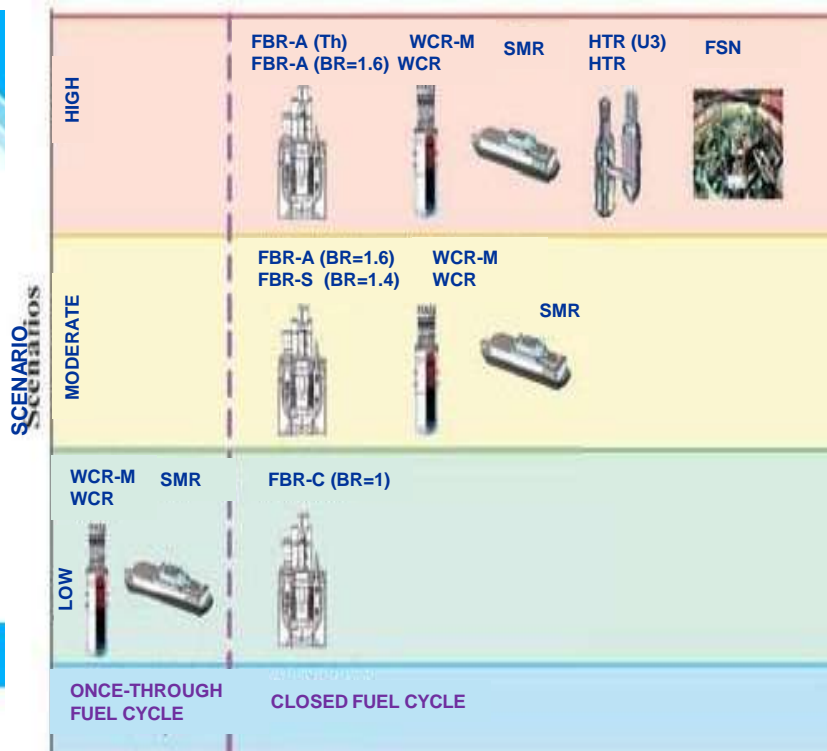 SCENARIO
Scenarios
HIGH
FBR-A (Th)
FBR-A (BR=1.6)
WCR-M
WCR
SMR
HTR (U3)
HTR
FSN
MODERATE
FBR-A (BR=1.6)
FBR-S (BR=1.4)
WCR-M
WCR
SMR
LOW
WCR-M
WCR
SMR
FBR-C (BR=1)
ONCE-THROUGH
FUEL CYCLE
CLOSED FUEL CYCLE